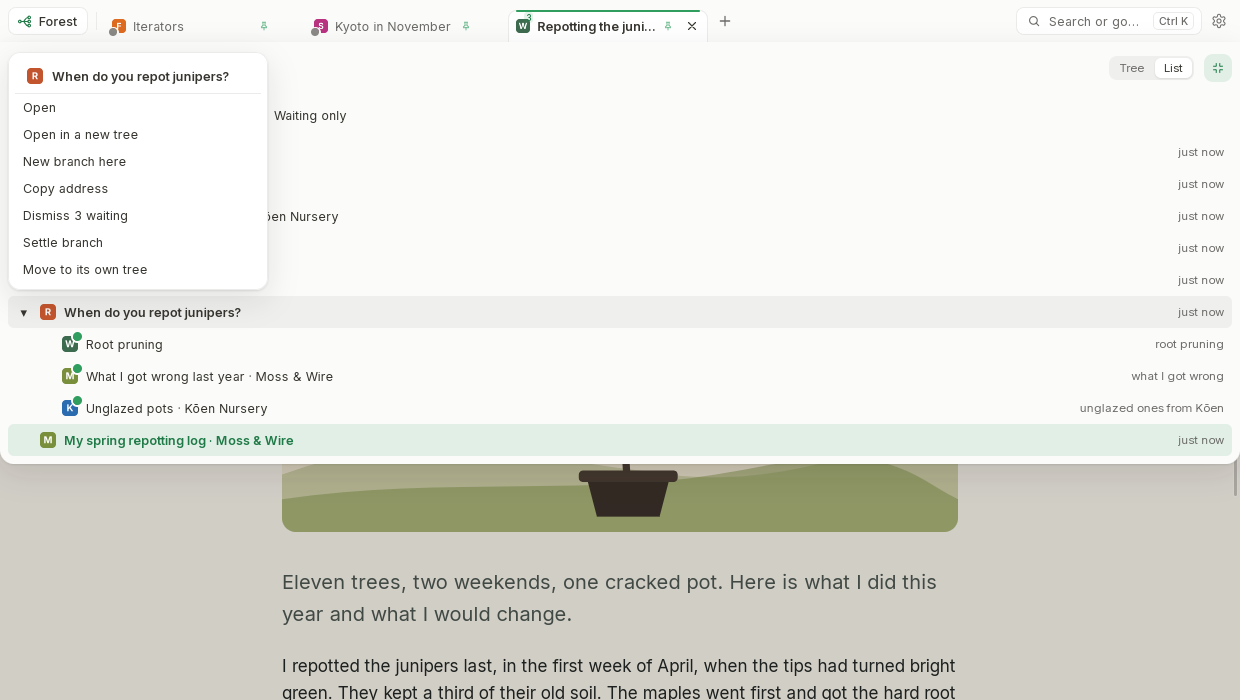 Forest
F Iterators
S Kyoto in November
W 3 Repotting the juni...
Search or go... Ctrl K
R When do you repot junipers?
Tree List
Open
Waiting only
Open in a new tree
just now
New branch here
Copy address
just now
Dismiss 3 waiting
ōen Nursery just now
Settle branch
just now
Move to its own tree
just now
R When do you repot junipers? just now
W Root pruning root pruning
M What I got wrong last year · Moss & Wire what I got wrong
K Unglazed pots · Kōen Nursery unglazed ones from Kōen
M My spring repotting log · Moss & Wire just now
Eleven trees, two weekends, one cracked pot. Here is what I did this
year and what I would change.
I repotted the junipers last, in the first week of April, when the tips had turned bright
green. They kept a third of their old soil. The maples went first and got the hard root